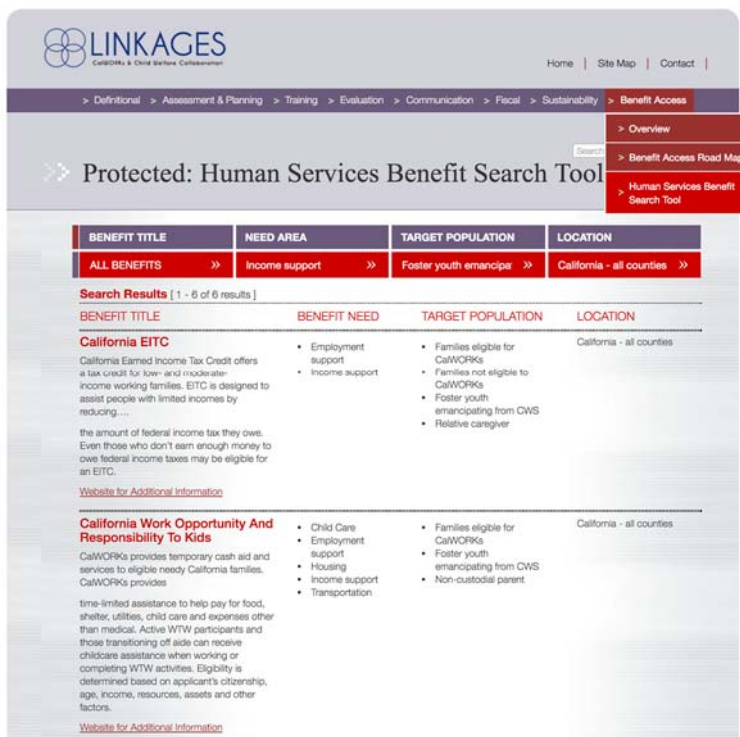 LINKAGES
CalWORKs & Child Welfare Collaboration
Home | Site Map | Contact |
> Definitional > Assessment & Planning > Training > Evaluation > Communication > Fiscal > Sustainability > Benefit Access
> Overview
Search
> Benefit Access Road Map
Protected: Human Services Benefit Search Tool
> Human Services Benefit
Search Tool
BENEFIT TITLE NEED AREA TARGET POPULATION LOCATION
ALL BENEFITS » Income support » Foster youth emancipa » California - all counties »
Search Results [ 1 - 6 of 6 results ]
BENEFIT TITLE BENEFIT NEED TARGET POPULATION LOCATION
California EITC
California Earned Income Tax Credit offers
a tax credit for low- and moderate-
income working families. EITC is designed to
assist people with limited incomes by
reducing….
the amount of federal income tax they owe.
Even those who don't earn enough money to
owe federal income taxes may be eligible for
an EITC.
Website for Additional Information
• Employment
support
• Income support
• Families eligible for
CalWORKs
• Families not eligible to
CalWORKs
• Foster youth
emancipating from CWS
• Relative caregiver
California - all counties
California Work Opportunity And
Responsibility To Kids
CalWORKs provides temporary cash aid and
services to eligible needy California families.
CalWORKs provides
time-limited assistance to help pay for food,
shelter, utilities, child care and expenses other
than medical. Active WTW participants and
those transitioning off aide can receive
childcare assistance when working or
completing WTW activities. Eligibility is
determined based on applicant's citizenship,
age, income, resources, assets and other
factors.
Website for Additional Information
• Child Care
• Employment
support
• Housing
• Income support
• Transportation
• Families eligible for
CalWORKs
• Foster youth
emancipating from CWS
• Non-custodial parent
California - all counties